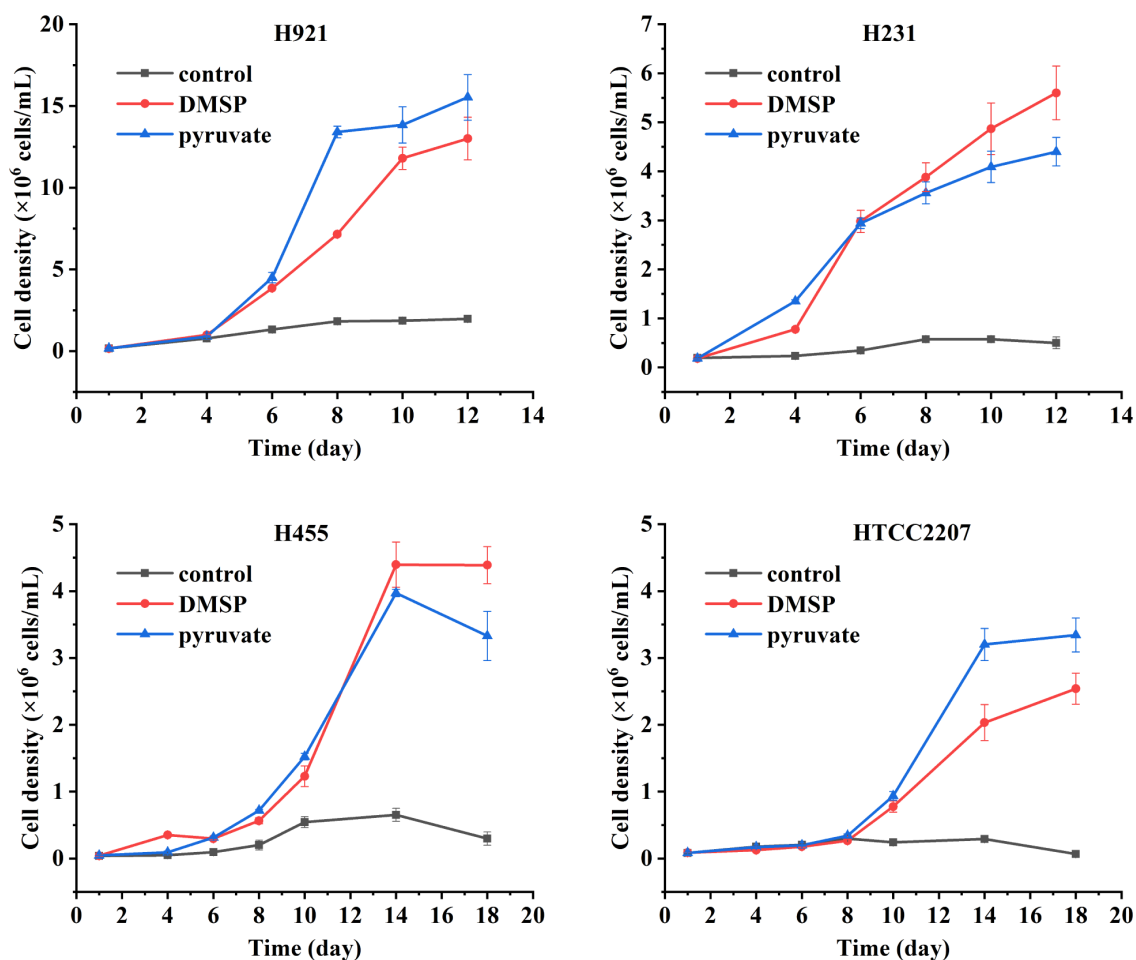 H921
control
DMSP
pyruvate
Cell density (×10⁶ cells/mL)
20
15
10
5
0
0 2 4 6 8 10 12 14
Time (day)
H231
control
DMSP
pyruvate
Cell density (×10⁶ cells/mL)
7
6
5
4
3
2
1
0
0 2 4 6 8 10 12 14
Time (day)
H455
control
DMSP
pyruvate
Cell density (×10⁶ cells/mL)
5
4
3
2
1
0
0 2 4 6 8 10 12 14 16 18 20
Time (day)
HTCC2207
control
DMSP
pyruvate
Cell density (×10⁶ cells/mL)
5
4
3
2
1
0
0 2 4 6 8 10 12 14 16 18 20
Time (day)